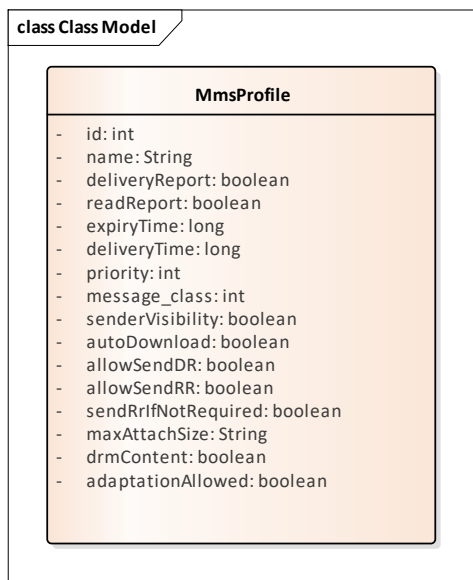 class Class Model
MmsProfile
- id: int
- name: String
- deliveryReport: boolean
- readReport: boolean
- expiryTime: long
- deliveryTime: long
- priority: int
- message_class: int
- senderVisibility: boolean
- autoDownload: boolean
- allowSendDR: boolean
- allowSendRR: boolean
- sendRrIfNotRequired: boolean
- maxAttachSize: String
- drmContent: boolean
- adaptationAllowed: boolean